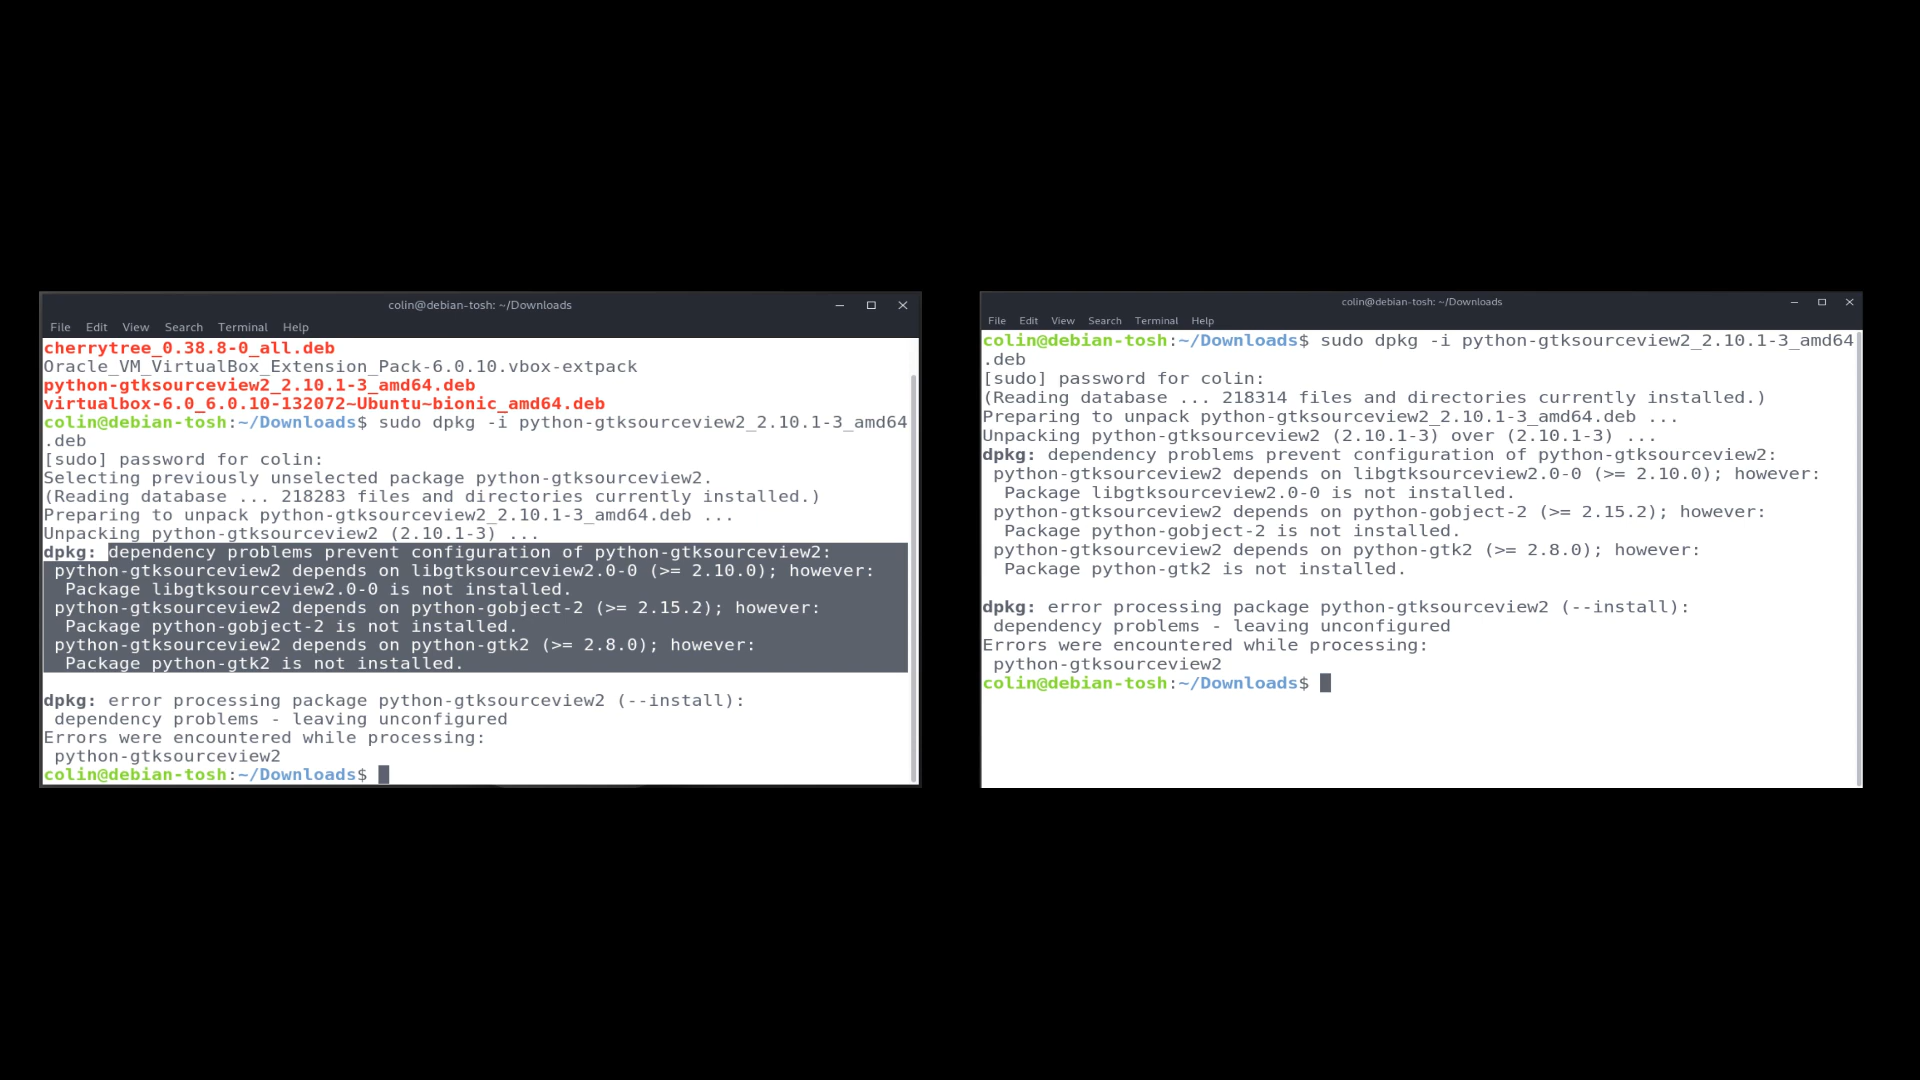 colin@debian-tosh: ~/Downloads
File Edit View Search Terminal Help
cherrytree_0.38.8-0_all.deb
Oracle_VM_VirtualBox_Extension_Pack-6.0.10.vbox-extpack
python-gtksourceview2_2.10.1-3_amd64.deb
virtualbox-6.0_6.0.10-132072~Ubuntu~bionic_amd64.deb
colin@debian-tosh:~/Downloads$ sudo dpkg -i python-gtksourceview2_2.10.1-3_amd64
.deb
[sudo] password for colin:
Selecting previously unselected package python-gtksourceview2.
(Reading database ... 218283 files and directories currently installed.)
Preparing to unpack python-gtksourceview2_2.10.1-3_amd64.deb ...
Unpacking python-gtksourceview2 (2.10.1-3) ...
dpkg: dependency problems prevent configuration of python-gtksourceview2:
 python-gtksourceview2 depends on libgtksourceview2.0-0 (>= 2.10.0); however:
  Package libgtksourceview2.0-0 is not installed.
 python-gtksourceview2 depends on python-gobject-2 (>= 2.15.2); however:
  Package python-gobject-2 is not installed.
 python-gtksourceview2 depends on python-gtk2 (>= 2.8.0); however:
  Package python-gtk2 is not installed.

dpkg: error processing package python-gtksourceview2 (--install):
 dependency problems - leaving unconfigured
Errors were encountered while processing:
 python-gtksourceview2
colin@debian-tosh:~/Downloads$
colin@debian-tosh: ~/Downloads
File Edit View Search Terminal Help
colin@debian-tosh:~/Downloads$ sudo dpkg -i python-gtksourceview2_2.10.1-3_amd64
.deb
[sudo] password for colin:
(Reading database ... 218314 files and directories currently installed.)
Preparing to unpack python-gtksourceview2_2.10.1-3_amd64.deb ...
Unpacking python-gtksourceview2 (2.10.1-3) over (2.10.1-3) ...
dpkg: dependency problems prevent configuration of python-gtksourceview2:
 python-gtksourceview2 depends on libgtksourceview2.0-0 (>= 2.10.0); however:
  Package libgtksourceview2.0-0 is not installed.
 python-gtksourceview2 depends on python-gobject-2 (>= 2.15.2); however:
  Package python-gobject-2 is not installed.
 python-gtksourceview2 depends on python-gtk2 (>= 2.8.0); however:
  Package python-gtk2 is not installed.

dpkg: error processing package python-gtksourceview2 (--install):
 dependency problems - leaving unconfigured
Errors were encountered while processing:
 python-gtksourceview2
colin@debian-tosh:~/Downloads$